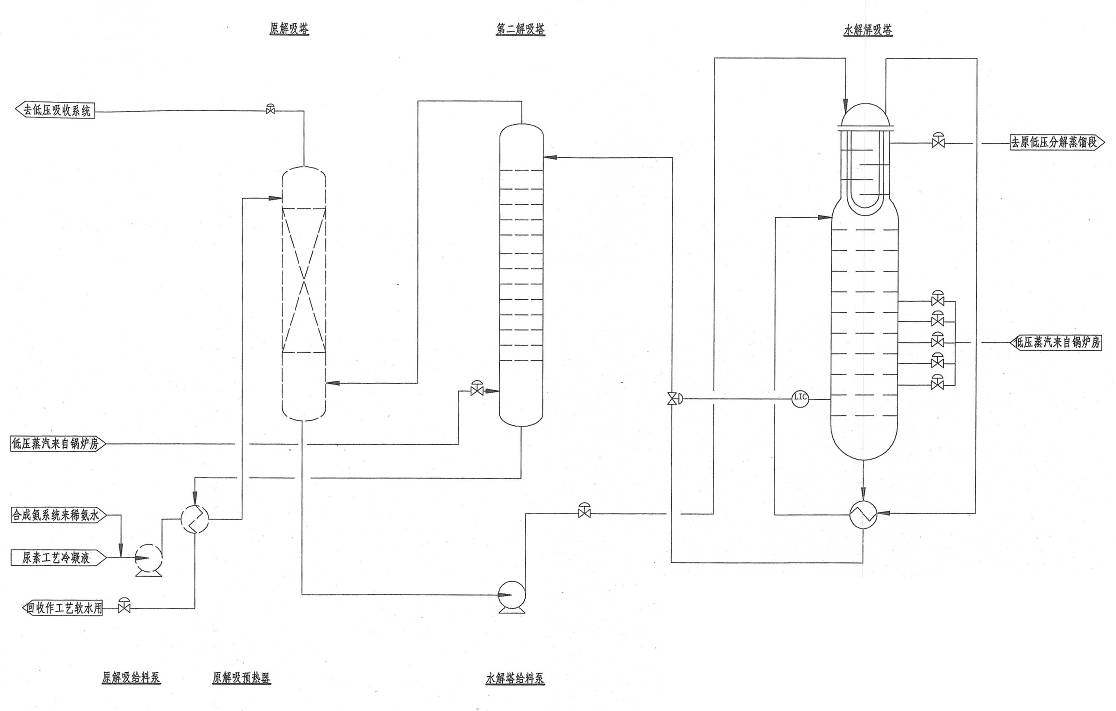 原解吸塔
第二解吸塔
水解解吸塔
去低压吸收系统
去原低压分解蒸馏段
低压蒸汽来自锅炉房
LIC
低压蒸汽来自锅炉房
合成氨系统来稀氨水
尿素工艺冷凝液
回收作工艺软水用
原解吸给料泵
原解吸预热器
水解塔给料泵